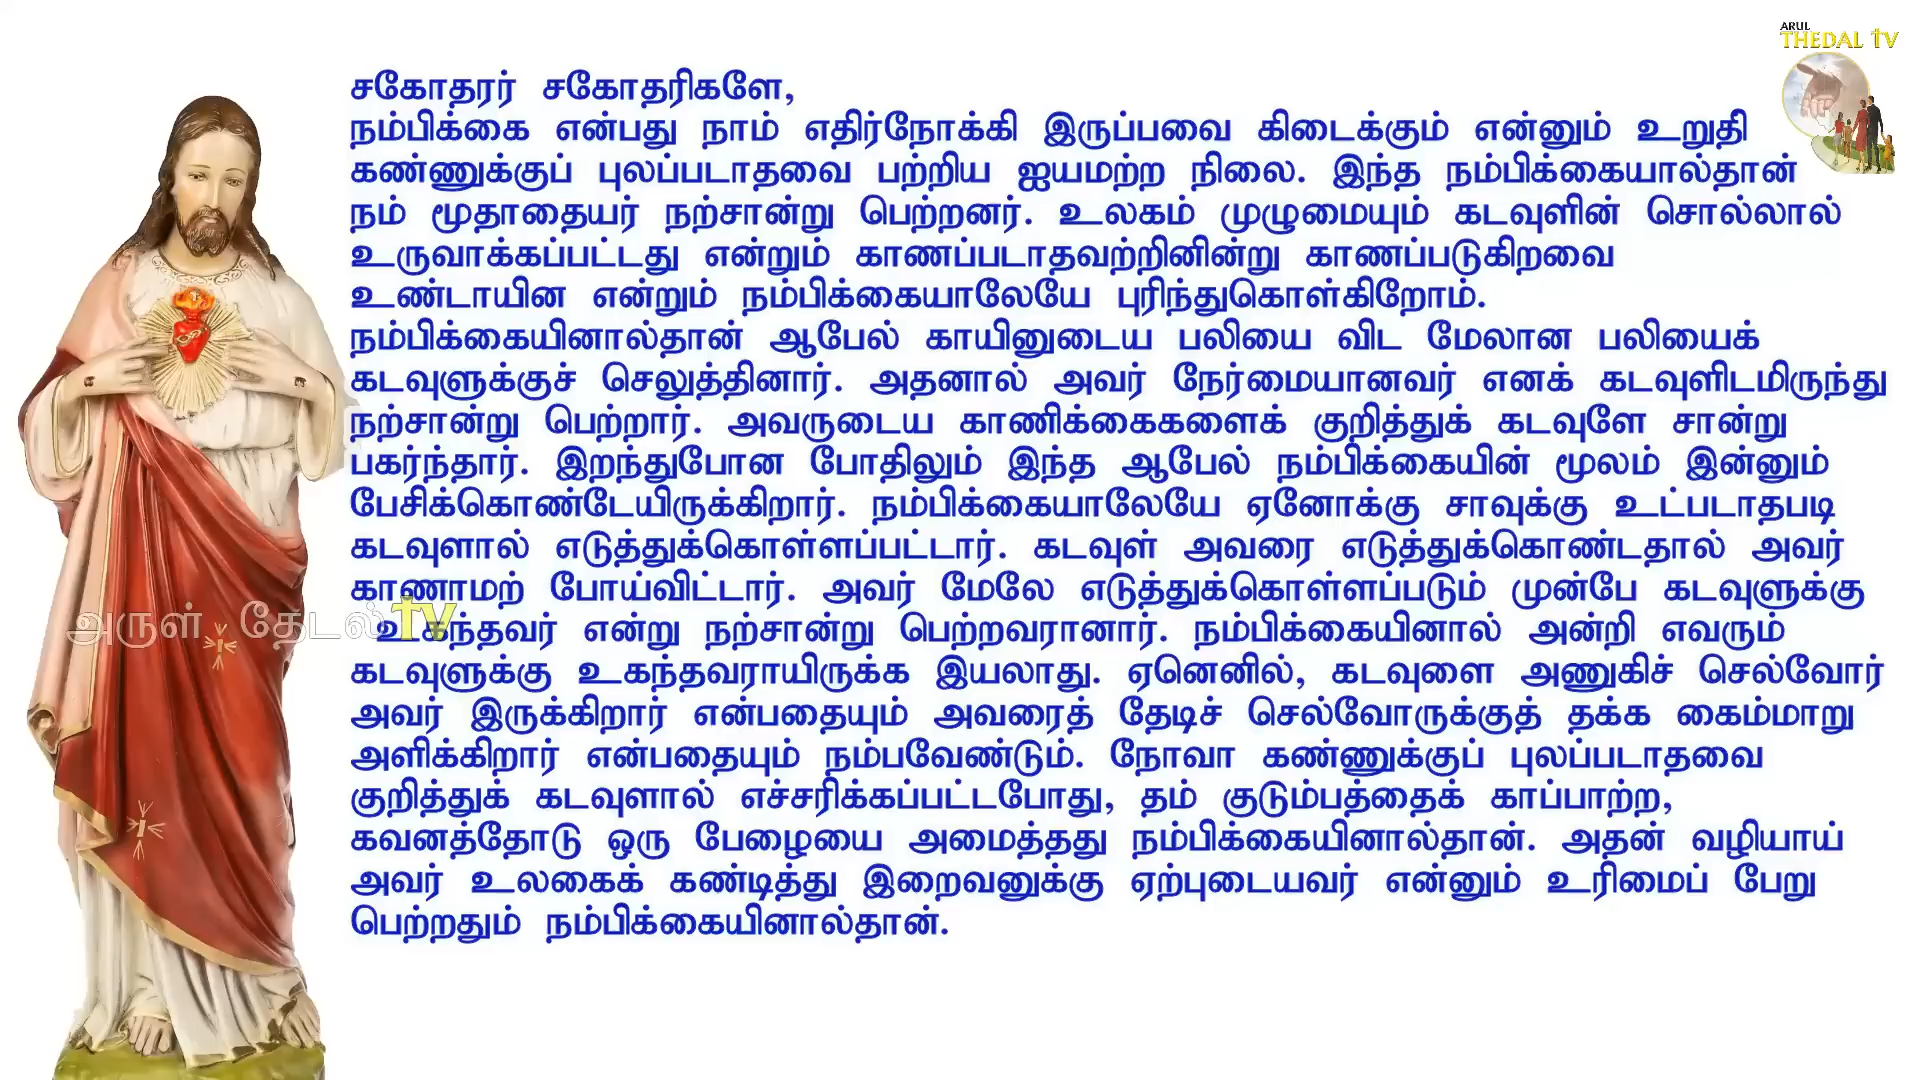 ARUL
THEDAL TV
சகோதரர் சகோதரிகளே,
நம்பிக்கை என்பது நாம் எதிர்நோக்கி இருப்பவை கிடைக்கும் என்னும் உறுதி
கண்ணுக்குப் புலப்படாதவை பற்றிய ஐயமற்ற நிலை. இந்த நம்பிக்கையால்தான்
நம் மூதாதையர் நற்சான்று பெற்றனர். உலகம் முழுமையும் கடவுளின் சொல்லால்
உருவாக்கப்பட்டது என்றும் காணப்படாதவற்றினின்று காணப்படுகிறவை
உண்டாயின என்றும் நம்பிக்கையாலேயே புரிந்துகொள்கிறோம்.
நம்பிக்கையினால்தான் ஆபேல் காயினுடைய பலியை விட மேலான பலியைக்
கடவுளுக்குச் செலுத்தினார். அதனால் அவர் நேர்மையானவர் எனக் கடவுளிடமிருந்து
நற்சான்று பெற்றார். அவருடைய காணிக்கைகளைக் குறித்துக் கடவுளே சான்று
பகர்ந்தார். இறந்துபோன போதிலும் இந்த ஆபேல் நம்பிக்கையின் மூலம் இன்னும்
பேசிக்கொண்டேயிருக்கிறார். நம்பிக்கையாலேயே ஏனோக்கு சாவுக்கு உட்படாதபடி
கடவுளால் எடுத்துக்கொள்ளப்பட்டார். கடவுள் அவரை எடுத்துக்கொண்டதால் அவர்
காணாமற் போய்விட்டார். அவர் மேலே எடுத்துக்கொள்ளப்படும் முன்பே கடவுளுக்கு
அருள் தேடல் TV
உகந்தவர் என்று நற்சான்று பெற்றவரானார். நம்பிக்கையினால் அன்றி எவரும்
கடவுளுக்கு உகந்தவராயிருக்க இயலாது. ஏனெனில், கடவுளை அணுகிச் செல்வோர்
அவர் இருக்கிறார் என்பதையும் அவரைத் தேடிச் செல்வோருக்குத் தக்க கைம்மாறு
அளிக்கிறார் என்பதையும் நம்பவேண்டும். நோவா கண்ணுக்குப் புலப்படாதவை
குறித்துக் கடவுளால் எச்சரிக்கப்பட்டபோது, தம் குடும்பத்தைக் காப்பாற்ற,
கவனத்தோடு ஒரு பேழையை அமைத்தது நம்பிக்கையினால்தான். அதன் வழியாய்
அவர் உலகைக் கண்டித்து இறைவனுக்கு ஏற்புடையவர் என்னும் உரிமைப் பேறு
பெற்றதும் நம்பிக்கையினால்தான்.